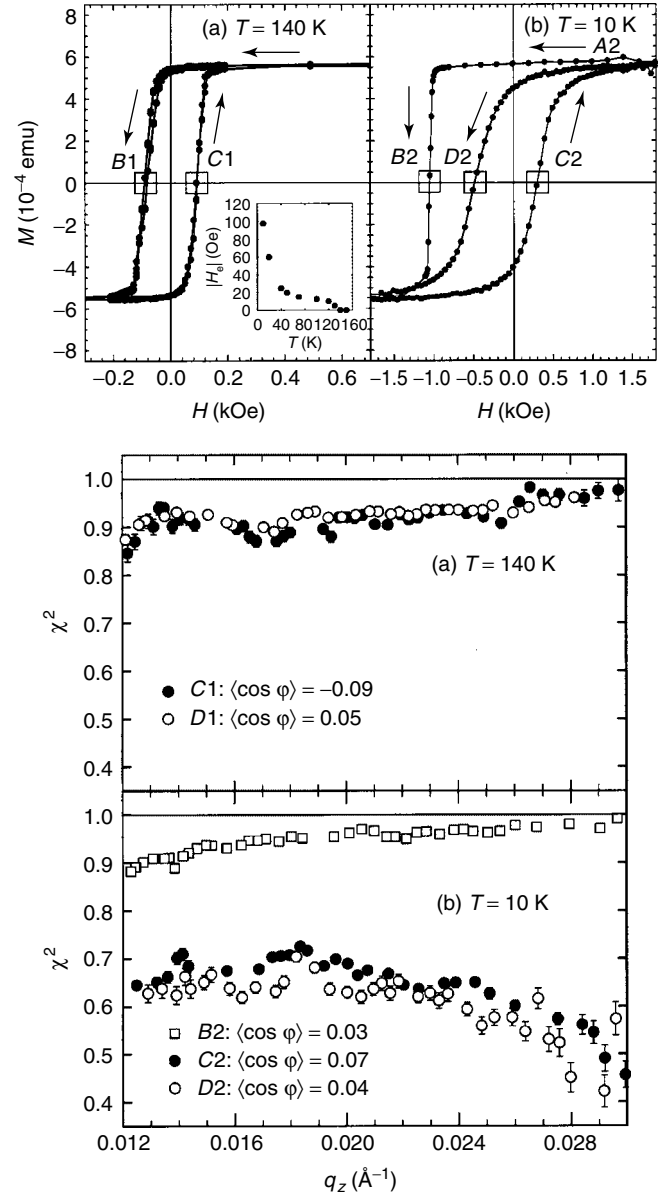 (a) T = 140 K
(b) T = 10 K
A2
B1
C1
B2
D2
C2
M (10⁻⁴ emu)
8
6
4
2
0
−2
−4
−6
−8
|Hₑ| (Oe)
120
100
80
60
40
20
0
0 40 80 120 160
T (K)
−0.2 0.0 0.2 0.4 0.6
H (kOe)
−1.5 −1.0 −0.5 0.0 0.5 1.0 1.5
H (kOe)
χ²
1.0
0.9
0.8
0.7
0.6
0.5
0.4
(a) T = 140 K
C1: ⟨cos φ⟩ = −0.09
D1: ⟨cos φ⟩ = 0.05
χ²
1.0
0.9
0.8
0.7
0.6
0.5
0.4
(b) T = 10 K
B2: ⟨cos φ⟩ = 0.03
C2: ⟨cos φ⟩ = 0.07
D2: ⟨cos φ⟩ = 0.04
0.012 0.016 0.020 0.024 0.028
q_z (Å⁻¹)